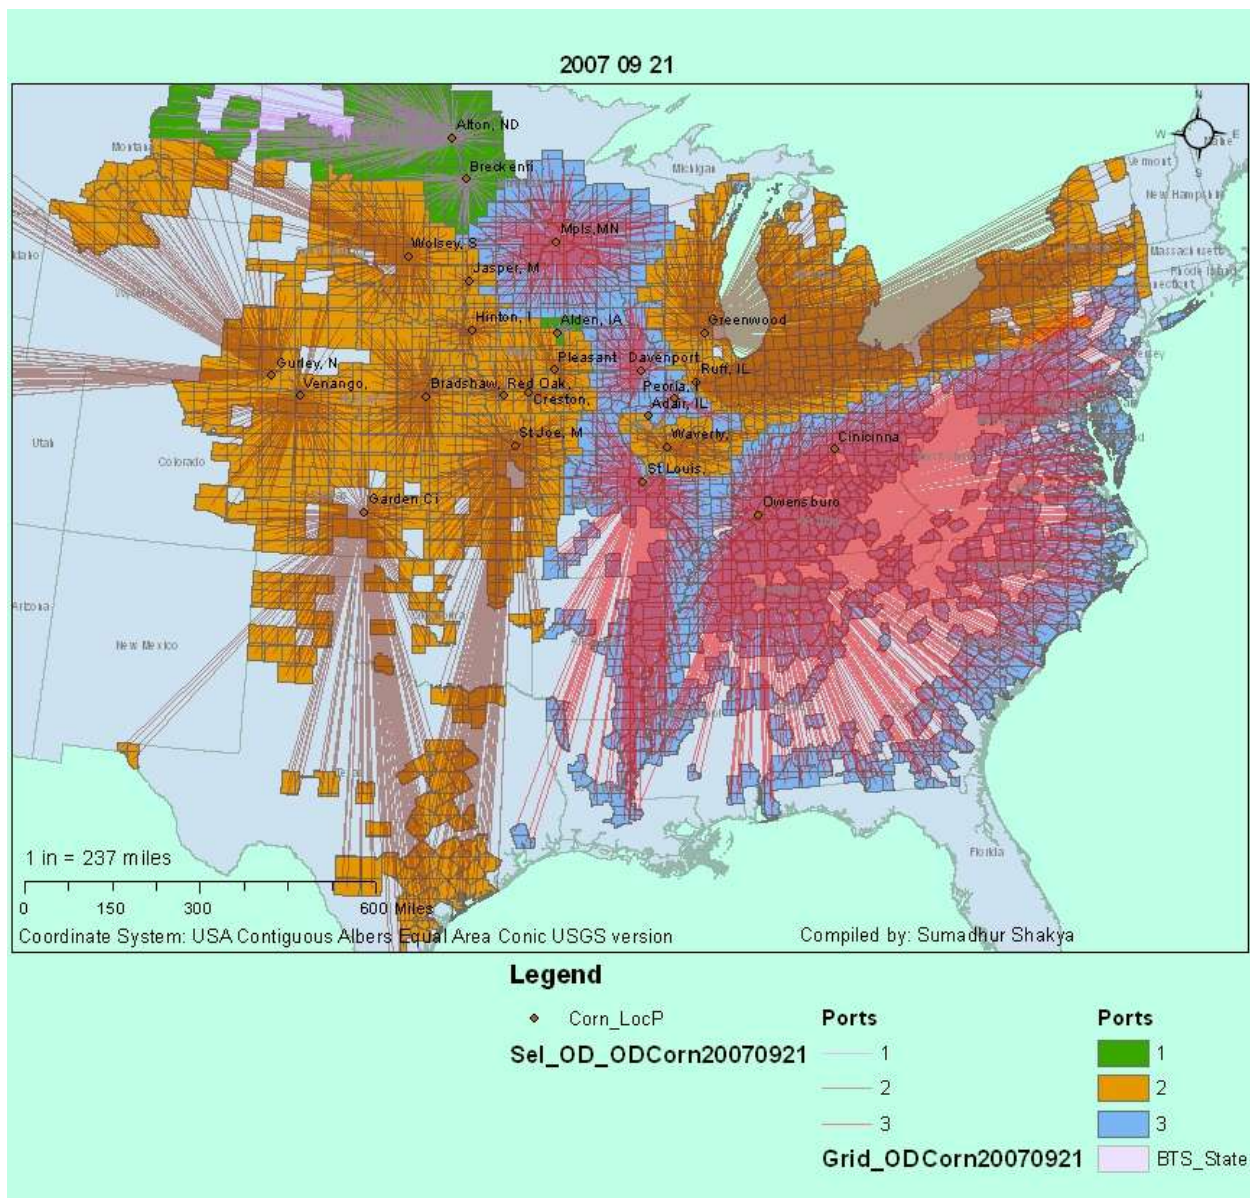 2007 09 21
N
W
E
S
Maine
Alton, ND
Montana
Michigan
Vermont
Breckenri
New Hampshire
Mpls,MN
Wolsey, S
Massachusetts
Idaho
Jasper, M
Rhode Island
Hinton, I
Alden, IA
Greenwood
Pleasant
Davenport,
Ruff, IL
Gurley, N
Venango,
Bradshaw,
Red Oak,
Creston,
Peoria, I
Adair, IL
Utah
Colorado
St Joe, M
Waverly,
Cinicinna
St Louis,
Garden Ci
Owensboro
Arizona
New Mexico
Florida
1 in = 237 miles
0 150 300 600 Miles
Coordinate System: USA Contiguous Albers Equal Area Conic USGS version
Compiled by: Sumadhur Shakya
Legend
Corn_LocP
Sel_OD_ODCorn20070921
Ports
1
2
3
Grid_ODCorn20070921
Ports
1
2
3
BTS_State